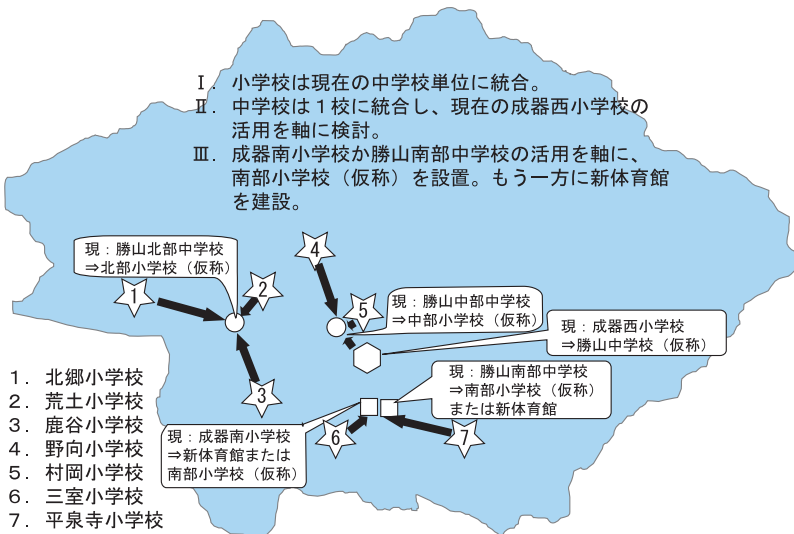 Ⅰ．小学校は現在の中学校単位に統合。
Ⅱ．中学校は１校に統合し、現在の成器西小学校の
活用を軸に検討。
Ⅲ．成器南小学校か勝山南部中学校の活用を軸に、
南部小学校（仮称）を設置。もう一方に新体育館
を建設。
現：勝山北部中学校
⇒北部小学校（仮称）
1
2
3
4
5
現：勝山中部中学校
⇒中部小学校（仮称）
現：成器西小学校
⇒勝山中学校（仮称）
現：勝山南部中学校
⇒南部小学校（仮称）
または新体育館
現：成器南小学校
⇒新体育館または
南部小学校（仮称）
6
7
１．北郷小学校
２．荒土小学校
３．鹿谷小学校
４．野向小学校
５．村岡小学校
６．三室小学校
７．平泉寺小学校